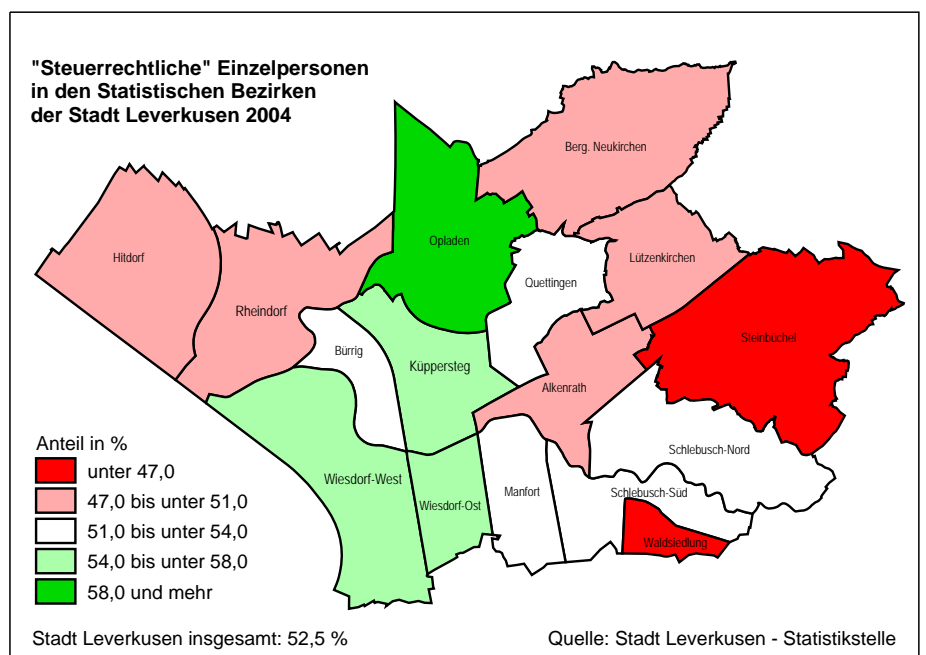 "Steuerrechtliche" Einzelpersonen
in den Statistischen Bezirken
der Stadt Leverkusen 2004
Berg. Neukirchen
Opladen
Hitdorf
Lützenkirchen
Quettingen
Rheindorf
Steinbüchel
Bürrig
Küppersteg
Alkenrath
Schlebusch-Nord
Wiesdorf-West
Wiesdorf-Ost
Manfort
Schlebusch-Süd
Waldsiedlung
Anteil in %
unter 47,0
47,0 bis unter 51,0
51,0 bis unter 54,0
54,0 bis unter 58,0
58,0 und mehr
Stadt Leverkusen insgesamt: 52,5 %
Quelle: Stadt Leverkusen - Statistikstelle